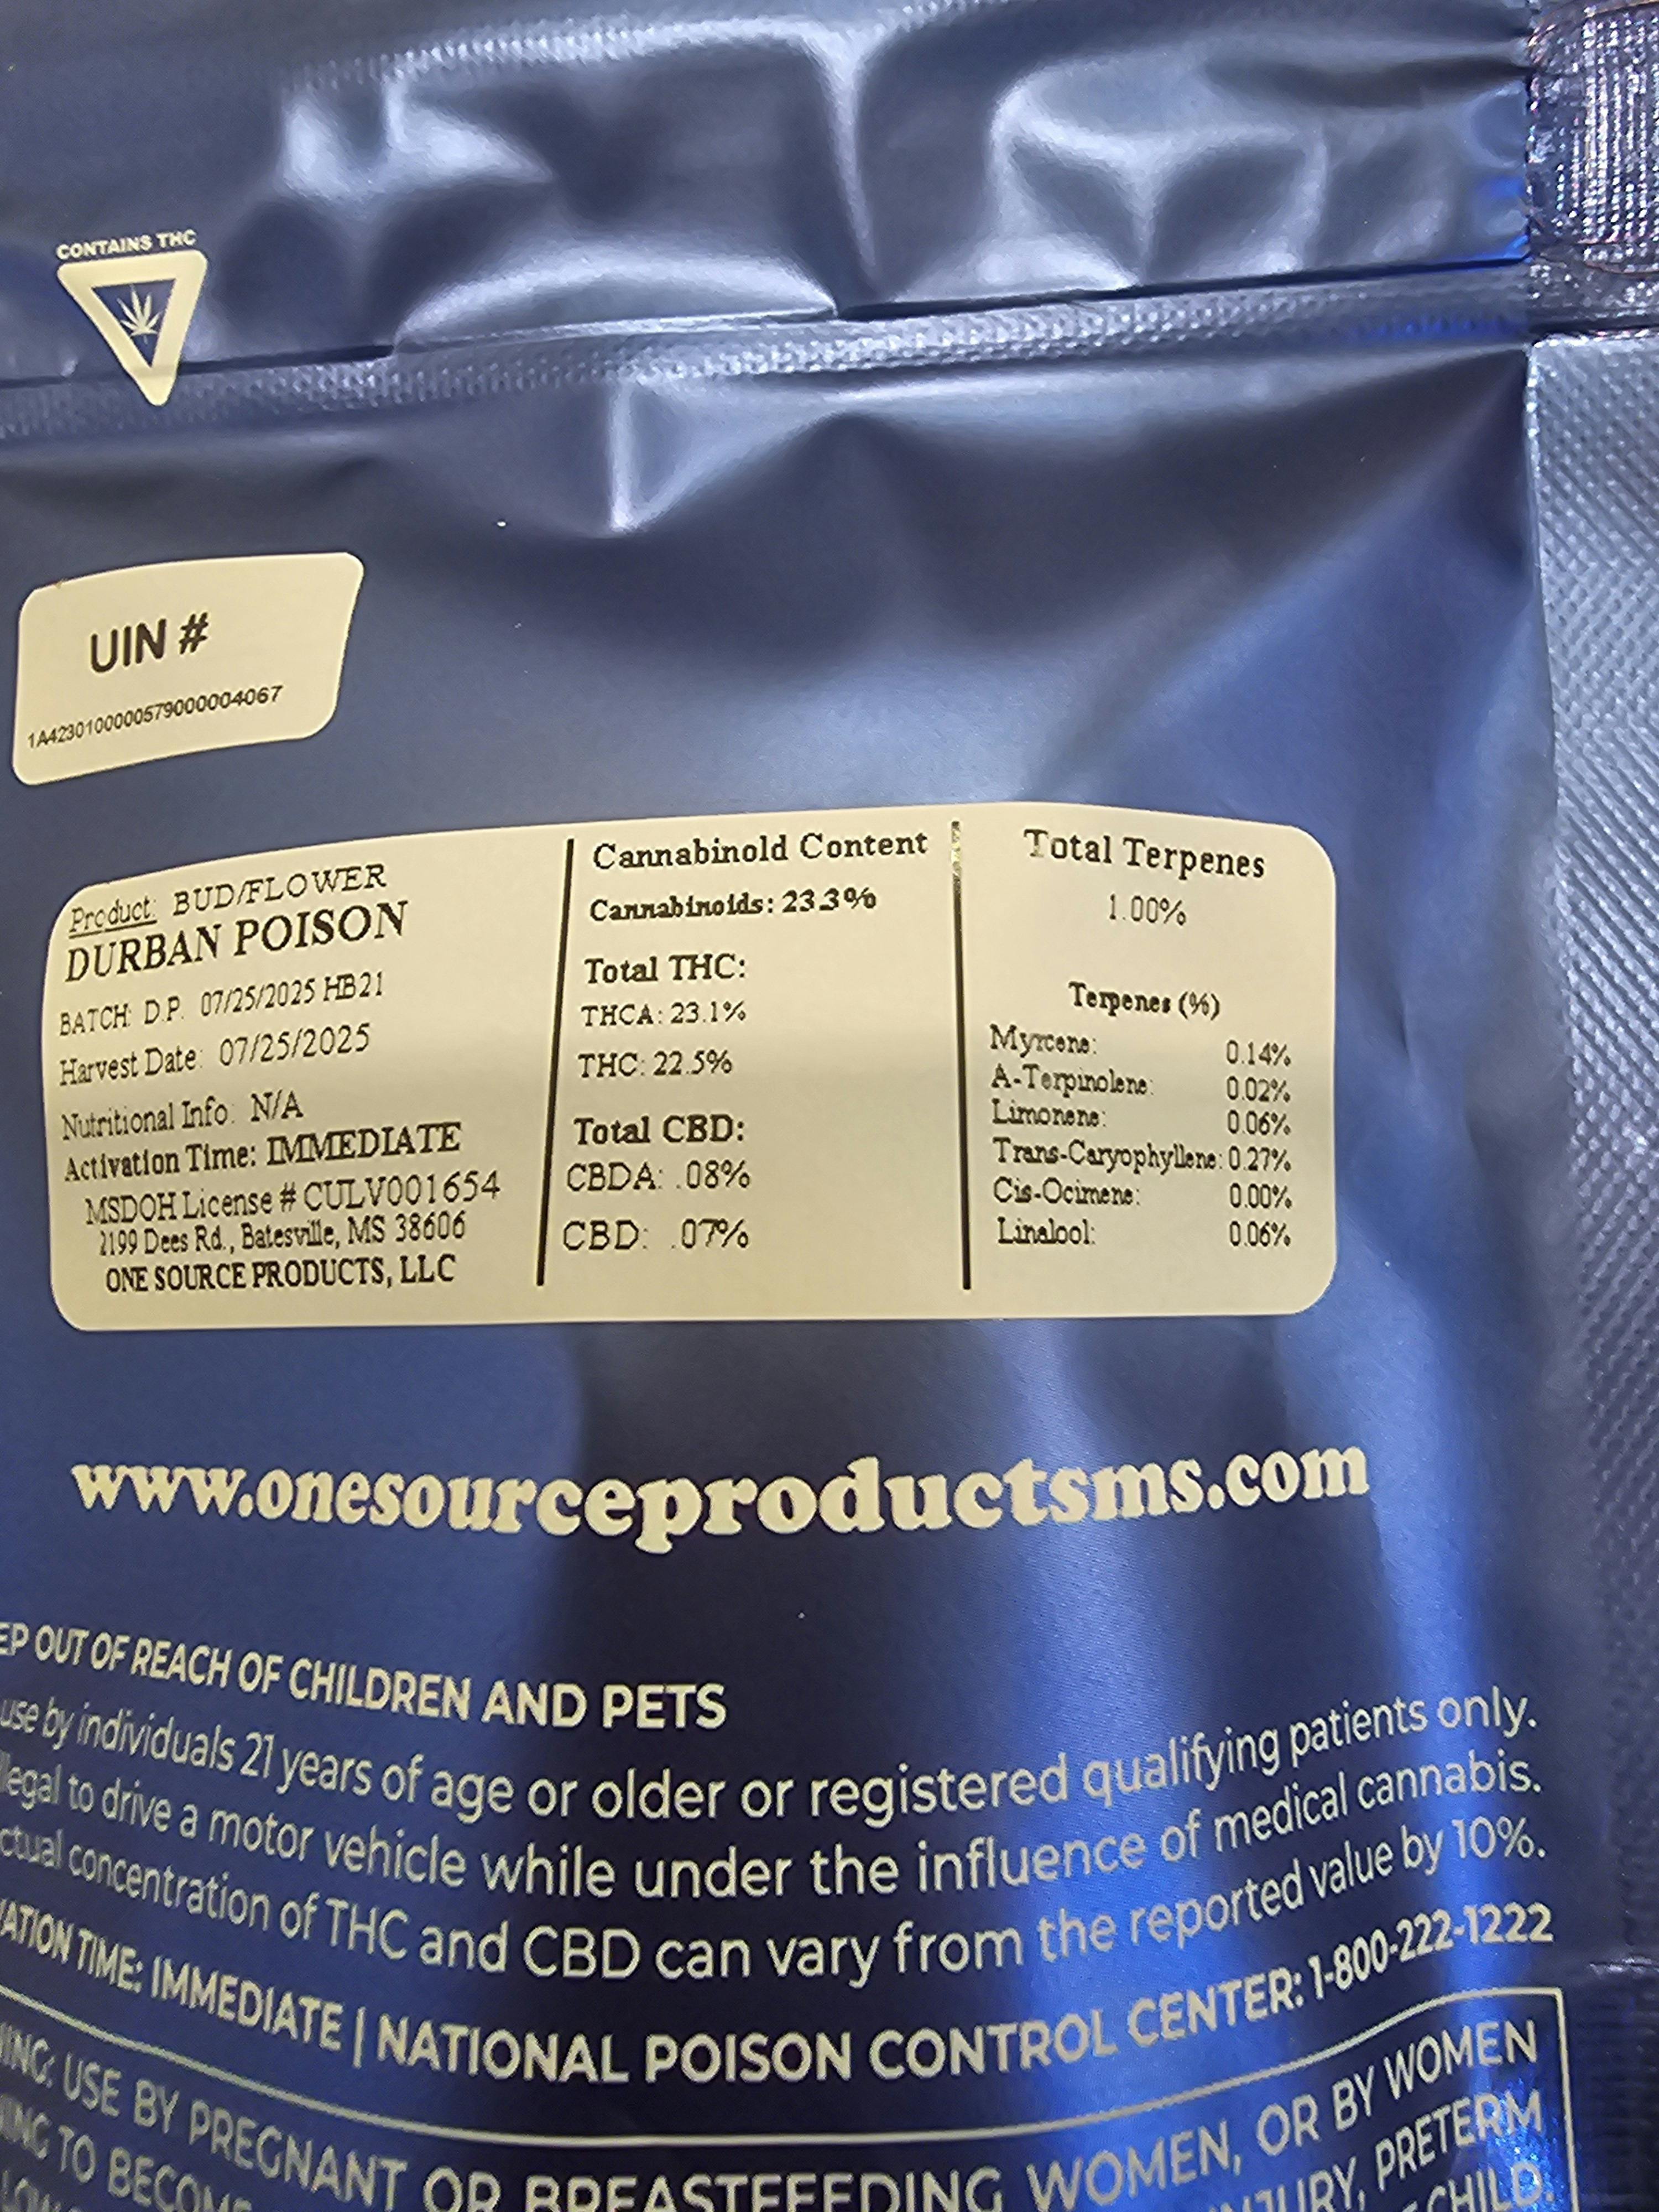 CONTAINS THC
UIN #
1A4230100000579000004067
Product: BUD/FLOWER
DURBAN POISON
BATCH: D.P. 07/25/2025 HB21
Harvest Date: 07/25/2025
Nutritional Info: N/A
Activation Time: IMMEDIATE
MSDOH License # CULV001654
2199 Dees Rd., Batesville, MS 38606
ONE SOURCE PRODUCTS, LLC
Cannabinold Content
Cannabinoids: 23.3%
Total THC:
THCA: 23.1%
THC: 22.5%
Total CBD:
CBDA: .08%
CBD: .07%
Total Terpenes
1.00%
Terpenes (%)
Myrcene: 0.14%
A-Terpinolene: 0.02%
Limonene: 0.06%
Trans-Caryophyllene: 0.27%
Cis-Ocimene: 0.00%
Linalool: 0.06%
www.onesourceproductsms.com
EP OUT OF REACH OF CHILDREN AND PETS
use by individuals 21 years of age or older or registered qualifying patients only.
llegal to drive a motor vehicle while under the influence of medical cannabis.
ctual concentration of THC and CBD can vary from the reported value by 10%.
VATION TIME: IMMEDIATE | NATIONAL POISON CONTROL CENTER: 1-800-222-1222
NING: USE BY PREGNANT OR BREASTFEEDING WOMEN, OR BY WOMEN
ING TO BECOME NJURY, PRETERM
LOW CHILD.